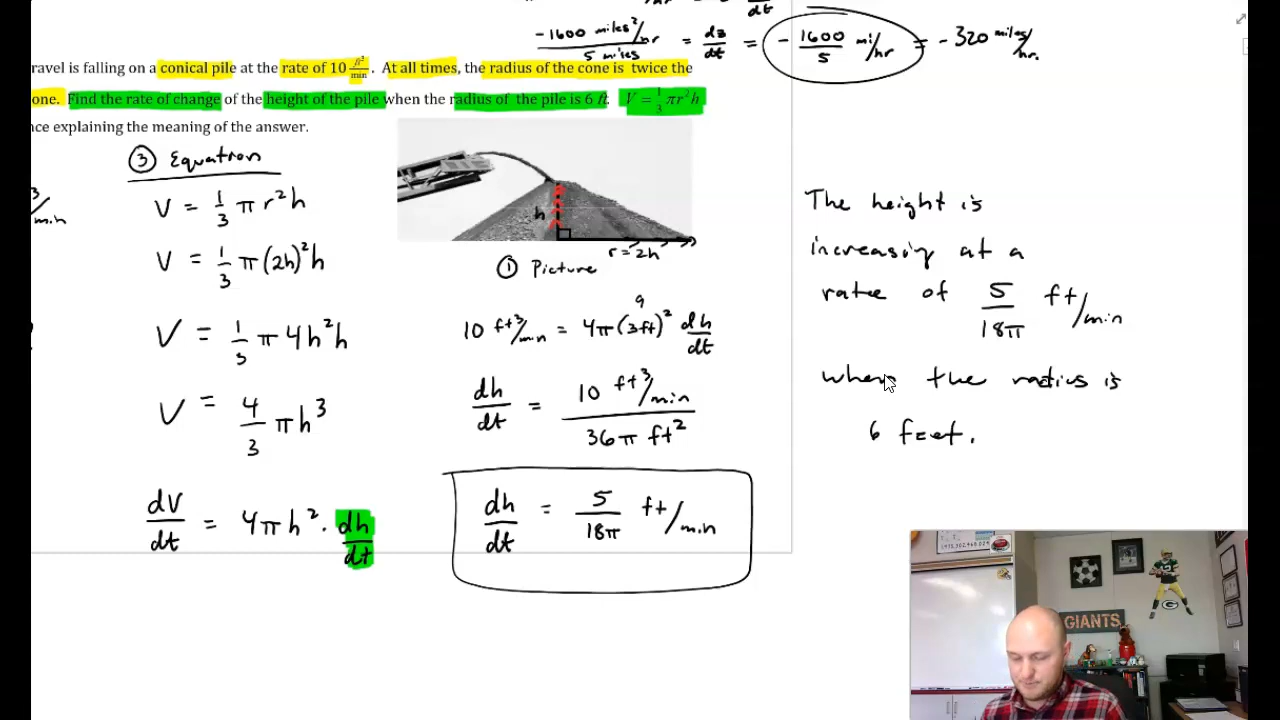 -1600 miles²/hr / 5 miles = dz/dt = -1600/5 mi/hr = -320 miles/hr.
ravel is falling on a conical pile at the rate of 10 ft³/min. At all times, the radius of the cone is twice the
one. Find the rate of change of the height of the pile when the radius of the pile is 6 ft. V = 1/3 πr²h
nce explaining the meaning of the answer.
③ Equation
V = 1/3 π r²h
V = 1/3 π(2h)²h
V = 1/3 π 4h²h
V = 4/3 πh³
dV/dt = 4πh² · dh/dt
h
r = 2h
① Picture
9
10 ft³/min = 4π(3ft)² dh/dt
dh/dt = 10 ft³/min / 36π ft²
dh/dt = 5/18π ft/min
The height is
increasing at a
rate of 5/18π ft/min
when the radius is
6 feet.
GIANTS
G